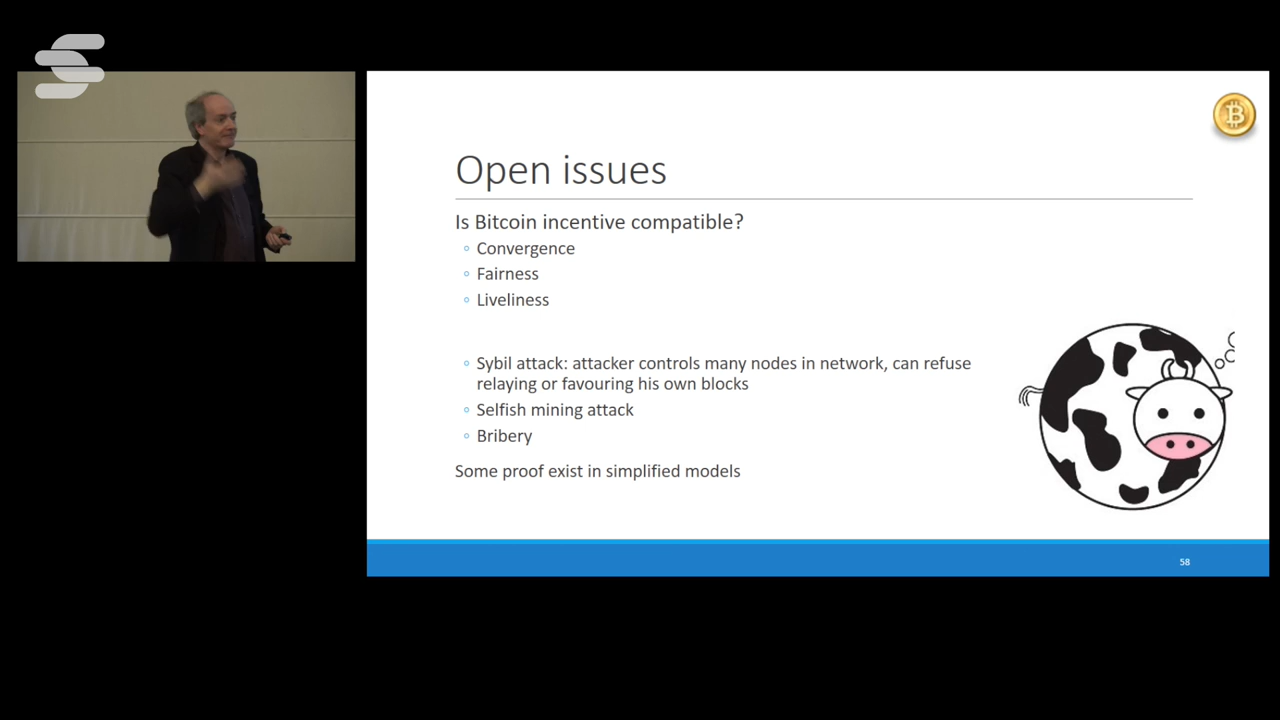 Open issues
Is Bitcoin incentive compatible?
Convergence
Fairness
Liveliness
Sybil attack: attacker controls many nodes in network, can refuse
relaying or favouring his own blocks
Selfish mining attack
Bribery
Some proof exist in simplified models
58